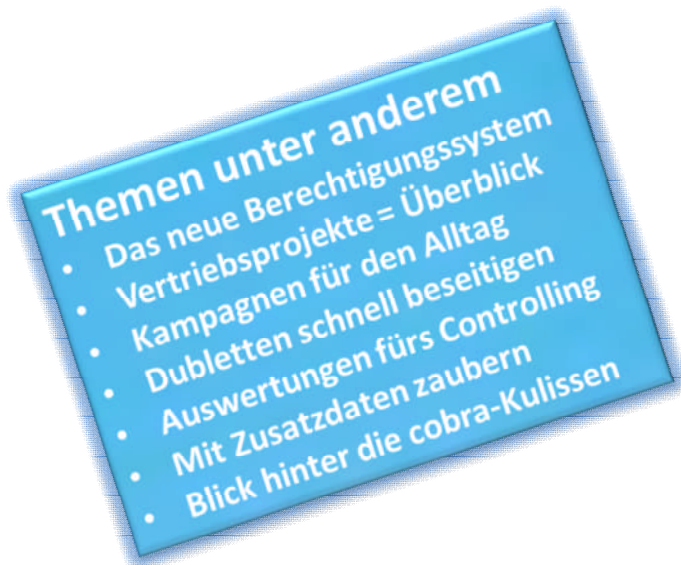 Themen unter anderem
• Das neue Berechtigungssystem
• Vertriebsprojekte = Überblick
• Kampagnen für den Alltag
• Dubletten schnell beseitigen
• Auswertungen fürs Controlling
• Mit Zusatzdaten zaubern
• Blick hinter die cobra-Kulissen